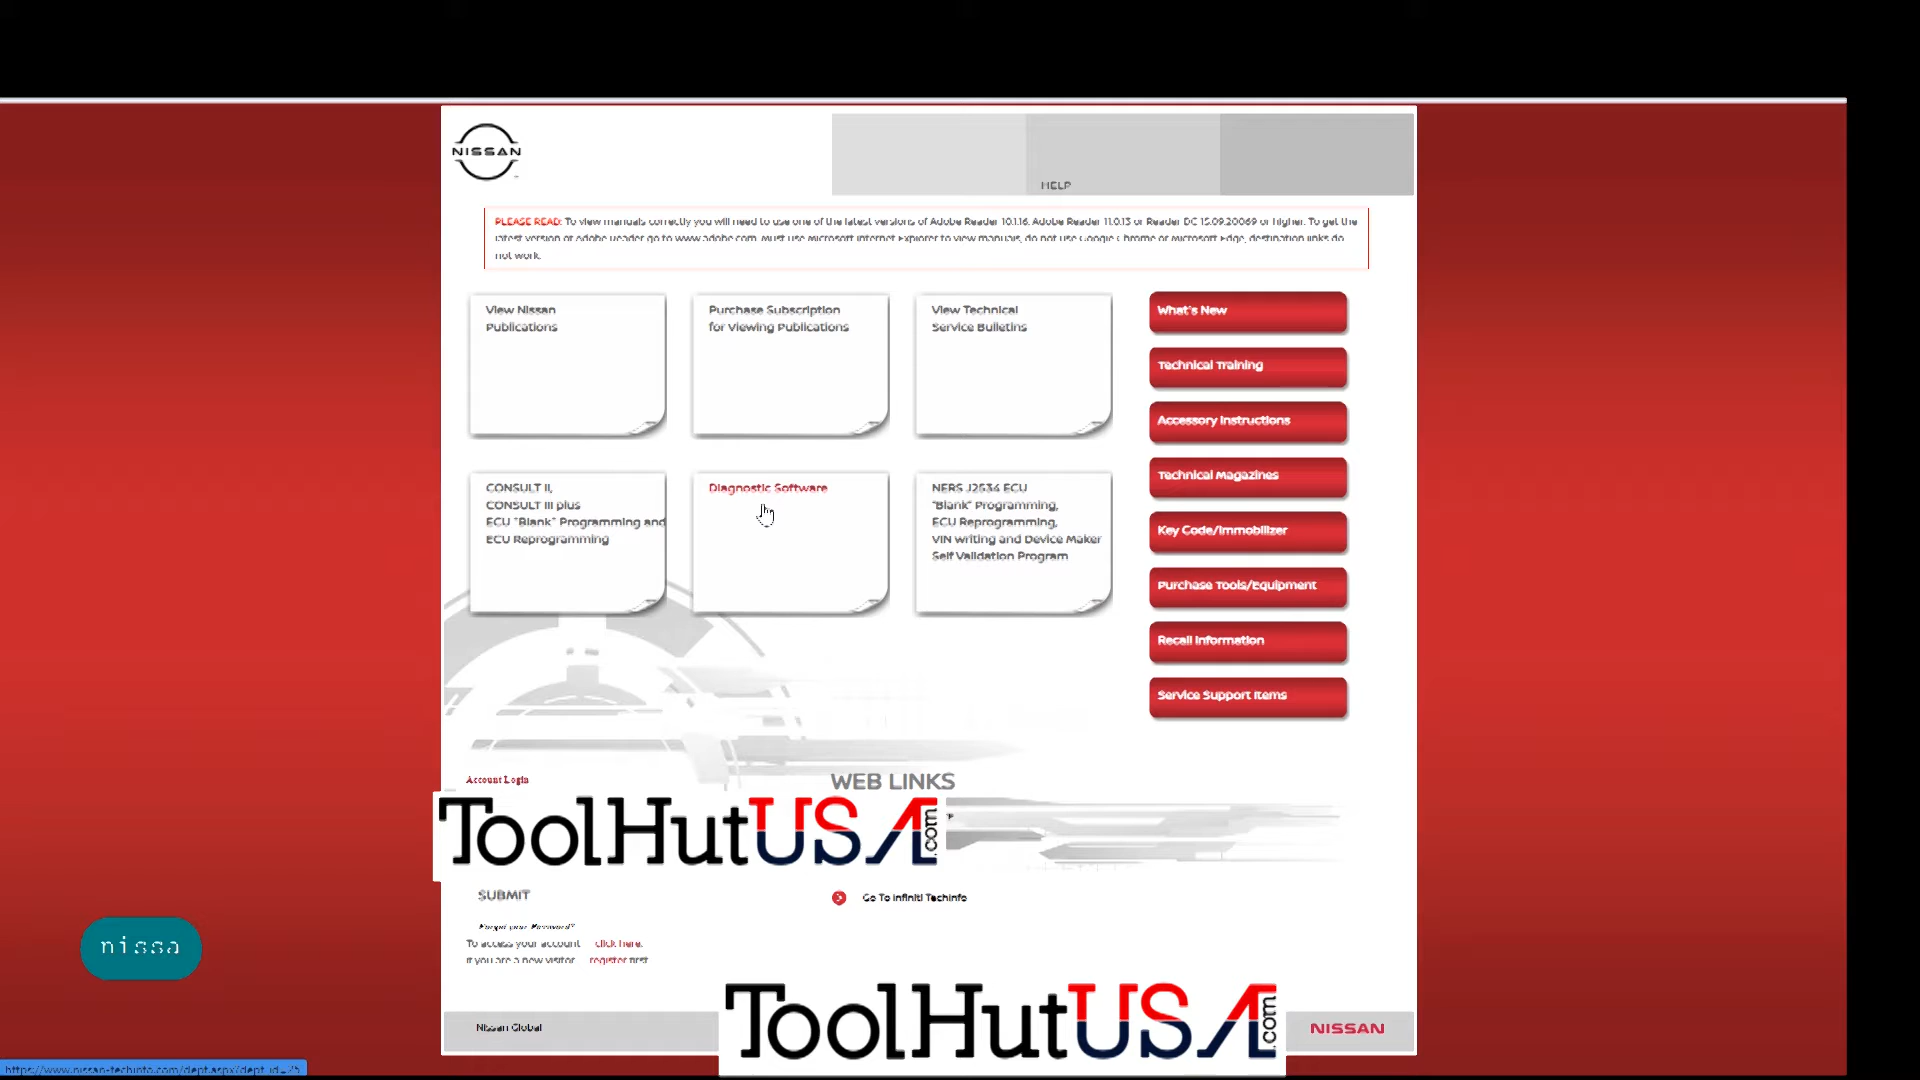 NISSAN
HELP
PLEASE READ: To view manuals correctly you will need to use one of the latest versions of Adobe Reader 10.1.16, Adobe Reader 11.0.13 or Reader DC 15.09.20069 or higher. To get the
latest version of Adobe Reader go to www.adobe.com. Must use Microsoft Internet Explorer to view manuals, do not use Google Chrome or Microsoft Edge, destination links do
not work.
View Nissan
Publications
Purchase Subscription
for Viewing Publications
View Technical
Service Bulletins
What's New
Technical Training
Accessory Instructions
Technical Magazines
Key Code/Immobilizer
Purchase Tools/Equipment
Recall Information
Service Support Items
CONSULT II,
CONSULT III plus
ECU "Blank" Programming and
ECU Reprogramming
Diagnostic Software
NERS J2534 ECU
"Blank" Programming,
ECU Reprogramming,
VIN writing and Device Maker
Self Validation Program
Account Login
WEB LINKS
ToolHutUSA.com
SUBMIT
Go To Infiniti TechInfo
Forgot your Password?
To access your account click here.
If you are a new visitor register first
nissa
Nissan Global
ToolHutUSA.com
NISSAN
https://www.nissan-techinfo.com/dept.aspx?dept_id=25